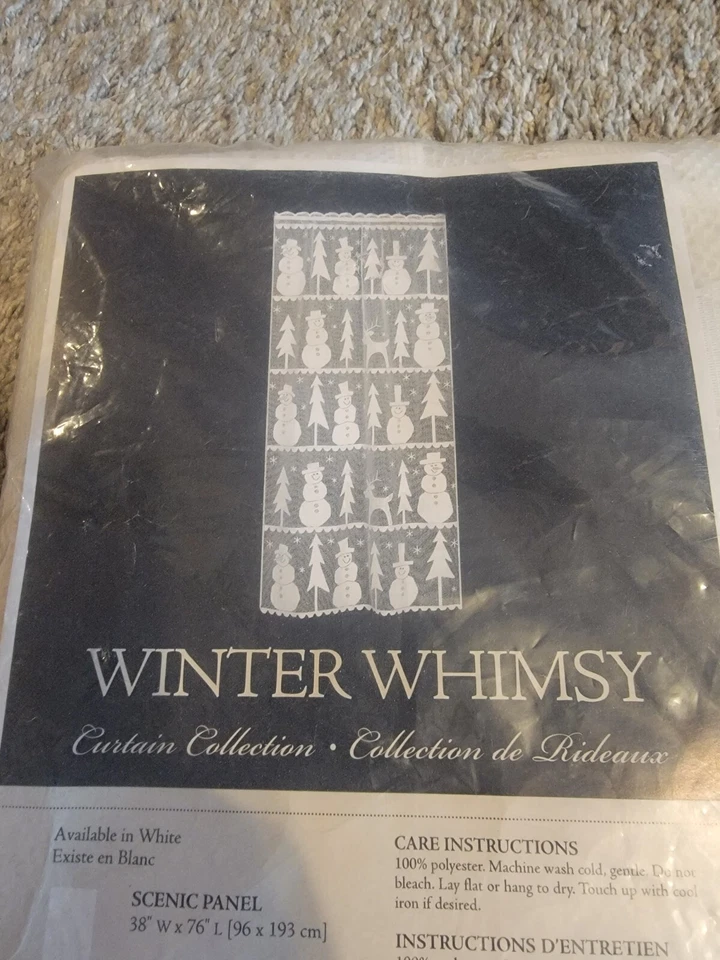 WINTER WHIMSY
Curtain Collection • Collection de Rideaux
Available in White
Existe en Blanc
SCENIC PANEL
38" W x 76" L [96 x 193 cm]
CARE INSTRUCTIONS
100% polyester. Machine wash cold, gentle. Do not
bleach. Lay flat or hang to dry. Touch up with cool
iron if desired.
INSTRUCTIONS D'ENTRETIEN